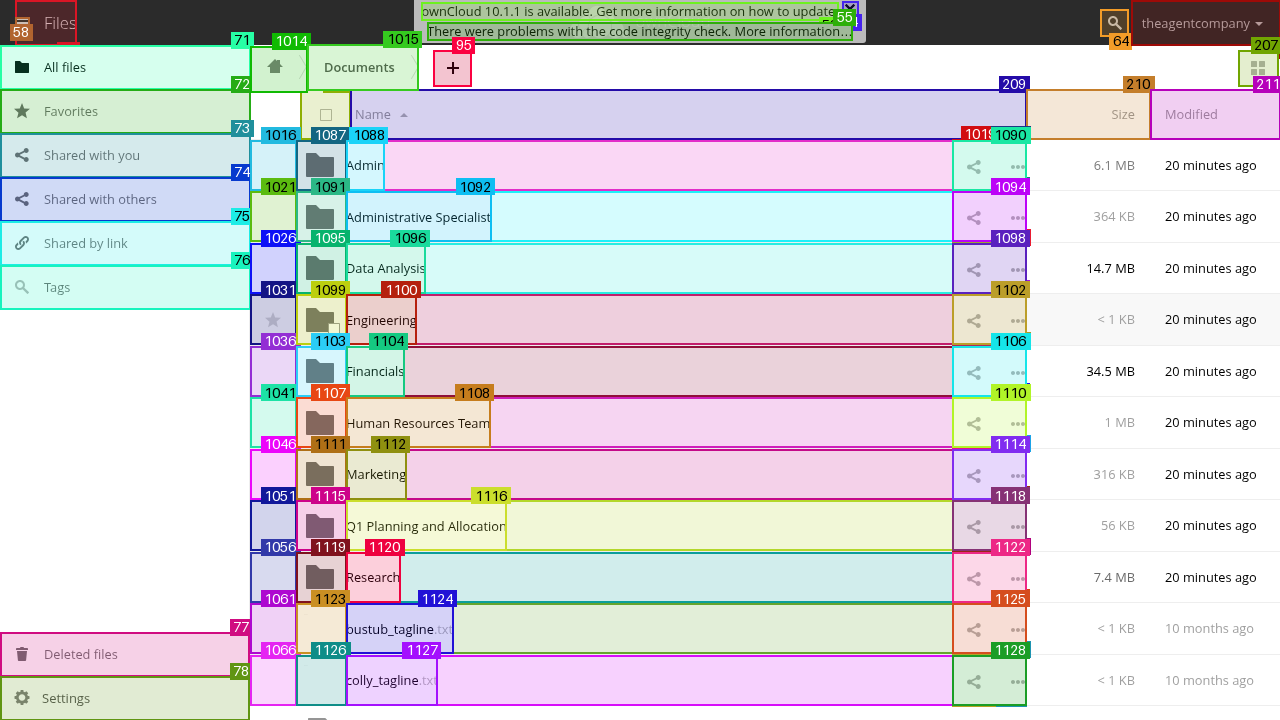 Files
ownCloud 10.1.1 is available. Get more information on how to update
55
There were problems with the code integrity check. More information…
theagentcompany
58
64
71
1014
1015
95
207
All files
Documents
72
209
210
211
Favorites
Name
Size
Modified
73
1016
1087
1088
1090
Shared with you
Admin
6.1 MB
20 minutes ago
74
1021
1091
1092
1094
Shared with others
Administrative Specialist
364 KB
20 minutes ago
75
1026
1095
1096
1098
Shared by link
Data Analysis
14.7 MB
20 minutes ago
76
1031
1099
1100
1102
Tags
Engineering
< 1 KB
20 minutes ago
1036
1103
1104
1106
Financials
34.5 MB
20 minutes ago
1041
1107
1108
1110
Human Resources Team
1 MB
20 minutes ago
1046
1111
1112
1114
Marketing
316 KB
20 minutes ago
1051
1115
1116
1118
Q1 Planning and Allocation
56 KB
20 minutes ago
1056
1119
1120
1122
Research
7.4 MB
20 minutes ago
1061
1123
1124
1125
77
bustub_tagline.txt
< 1 KB
10 months ago
1066
1126
1127
1128
Deleted files
78
colly_tagline.txt
< 1 KB
10 months ago
Settings